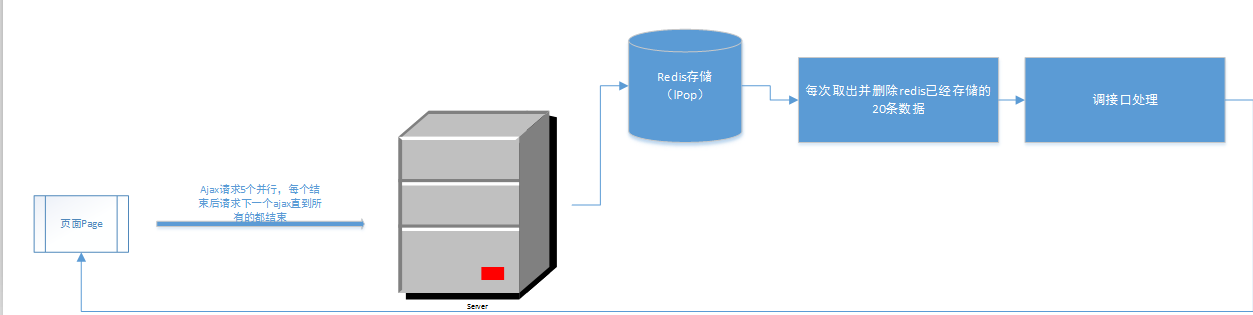 Redis存储
（lPop）
每次取出并删除redis已经存储的
20条数据
调接口处理
Ajax请求5个并行，每个结
束后请求下一个ajax直到所
有的都结束
页面Page
Server